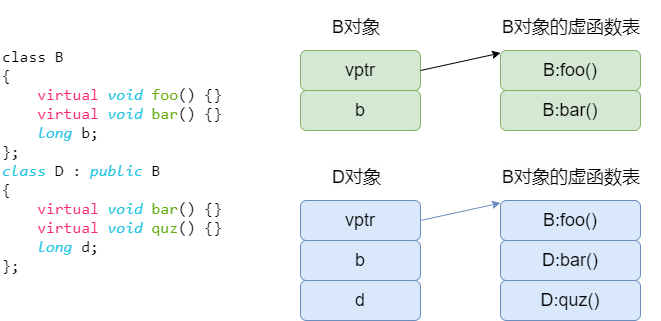 class B
{
    virtual void foo() {}
    virtual void bar() {}
    long b;
};
class D : public B
{
    virtual void bar() {}
    virtual void quz() {}
    long d;
};
B对象
vptr
b
B对象的虚函数表
B:foo()
B:bar()
D对象
vptr
b
d
B对象的虚函数表
B:foo()
D:bar()
D:quz()